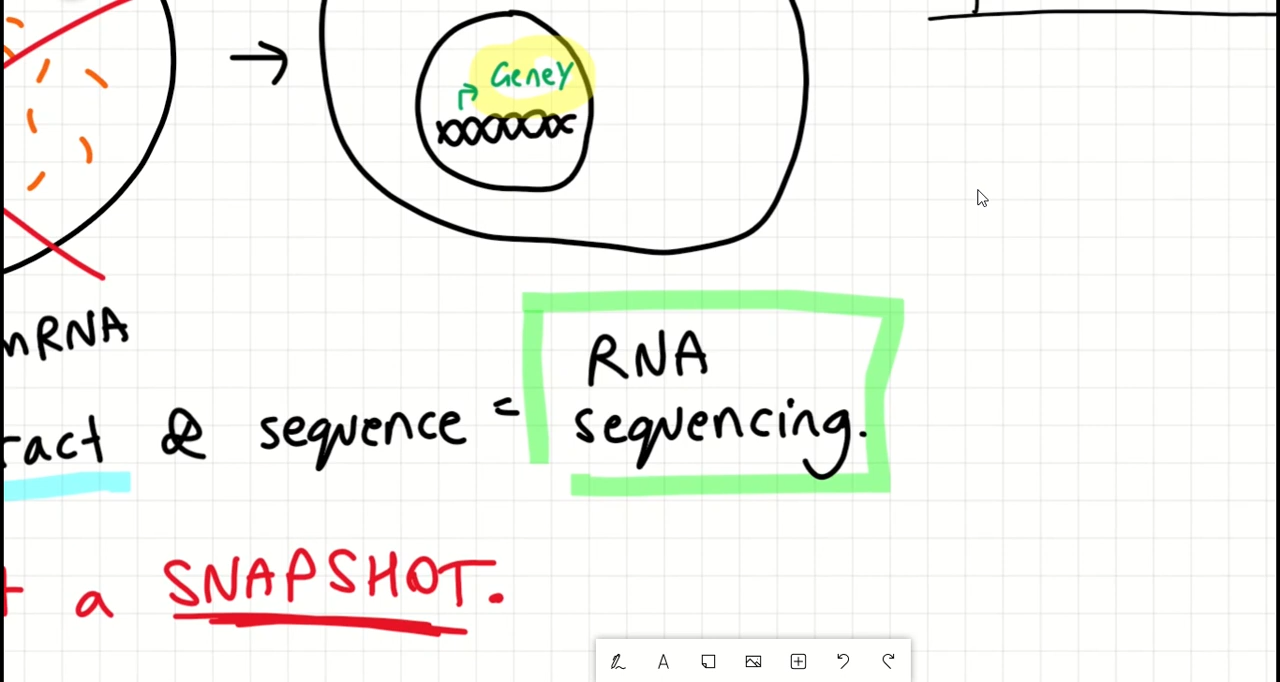 GeneY
mRNA
ract & sequence =
RNA
sequencing.
a SNAPSHOT.
A